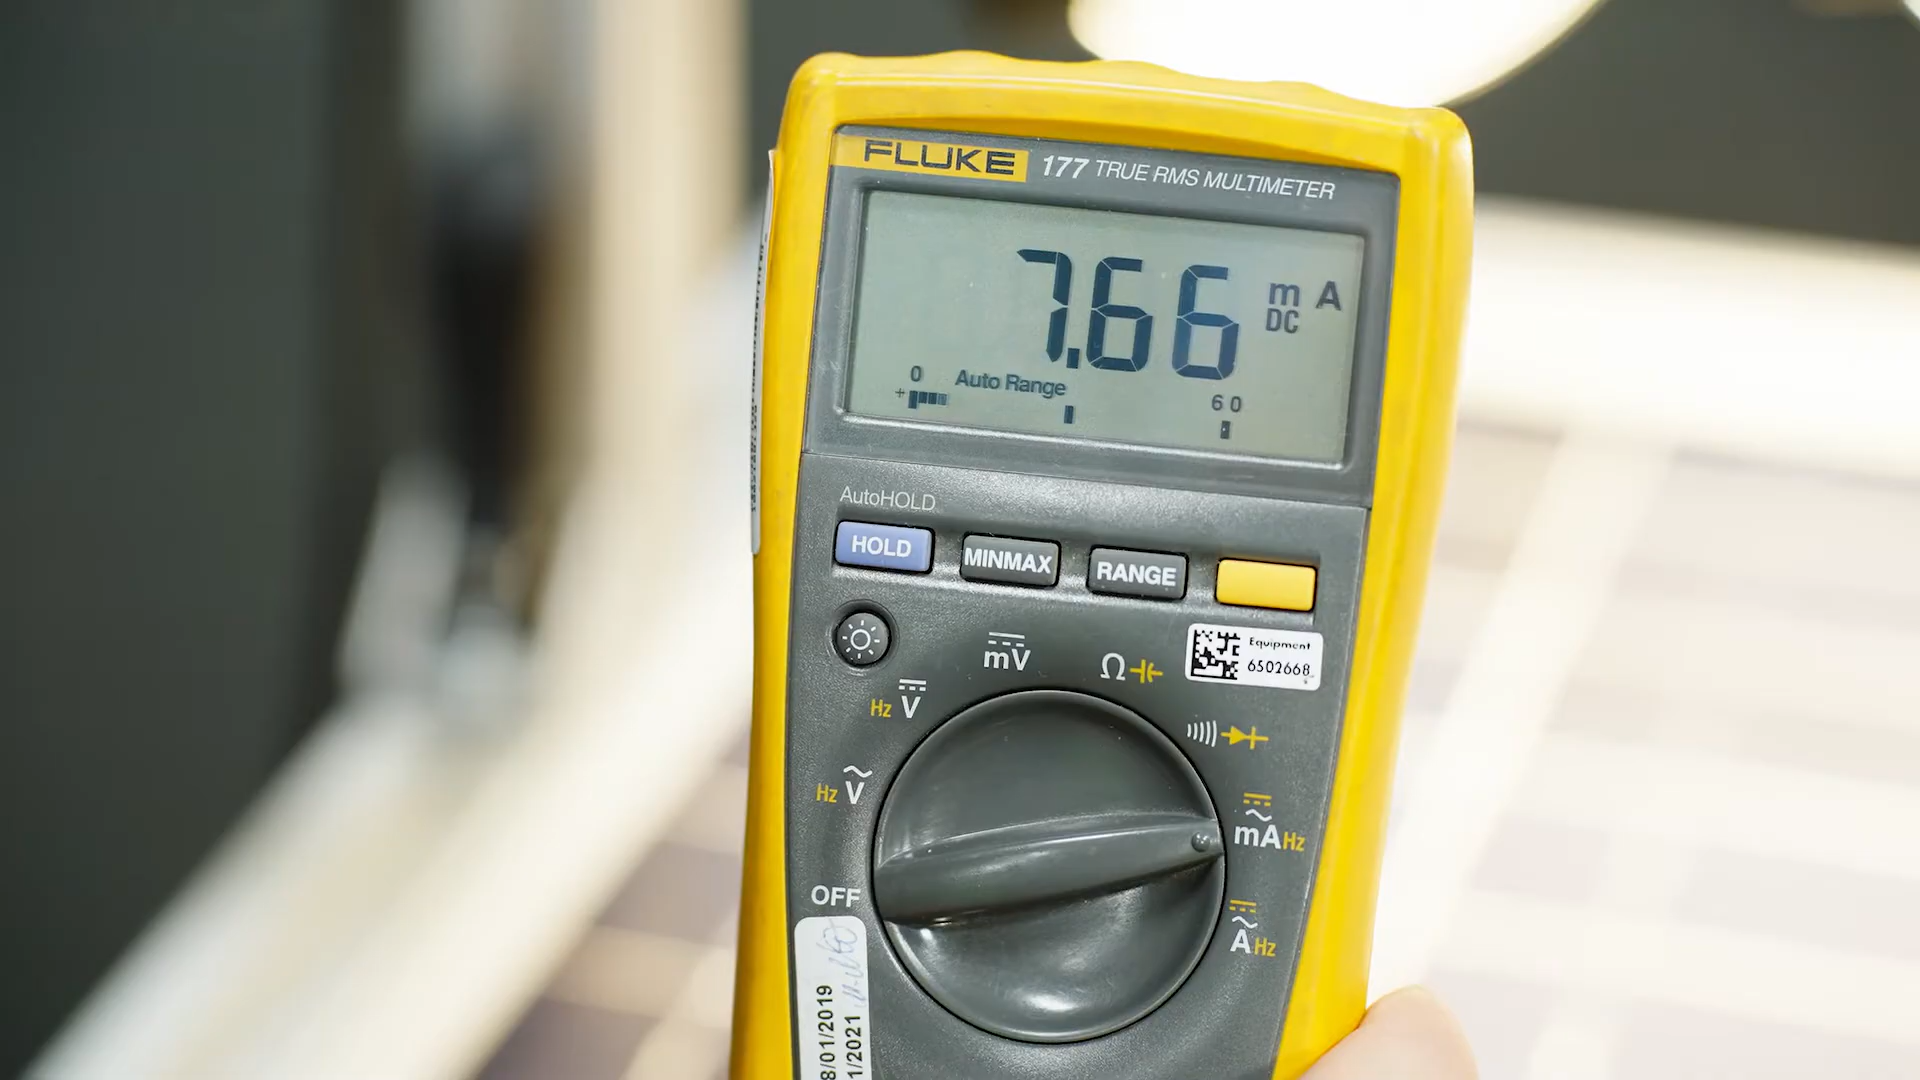 FLUKE 177 TRUE RMS MULTIMETER
7.66 mA
DC
0 Auto Range 60
AutoHOLD
HOLD MINMAX RANGE
Equipment
6502668
mV
Ω
Hz V
Hz V
mA Hz
OFF
A Hz
8/01/2019
1/2021